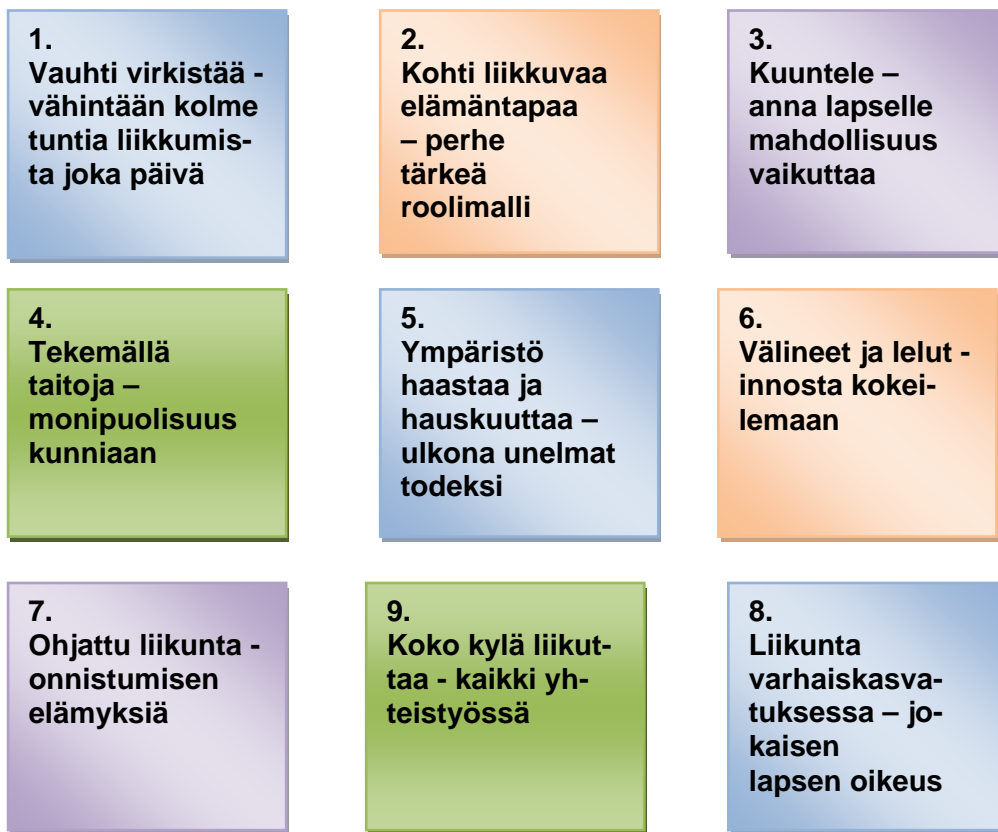 1.
Vauhti virkistää -
vähintään kolme
tuntia liikkumis-
ta joka päivä
2.
Kohti liikkuvaa
elämäntapaa
– perhe
tärkeä
roolimalli
3.
Kuuntele –
anna lapselle
mahdollisuus
vaikuttaa
4.
Tekemällä
taitoja –
monipuolisuus
kunniaan
5.
Ympäristö
haastaa ja
hauskuuttaa –
ulkona unelmat
todeksi
6.
Välineet ja lelut -
innosta kokei-
lemaan
7.
Ohjattu liikunta -
onnistumisen
elämyksiä
9.
Koko kylä liikut-
taa - kaikki yh-
teistyössä
8.
Liikunta
varhaiskasva-
tuksessa – jo-
kaisen
lapsen oikeus